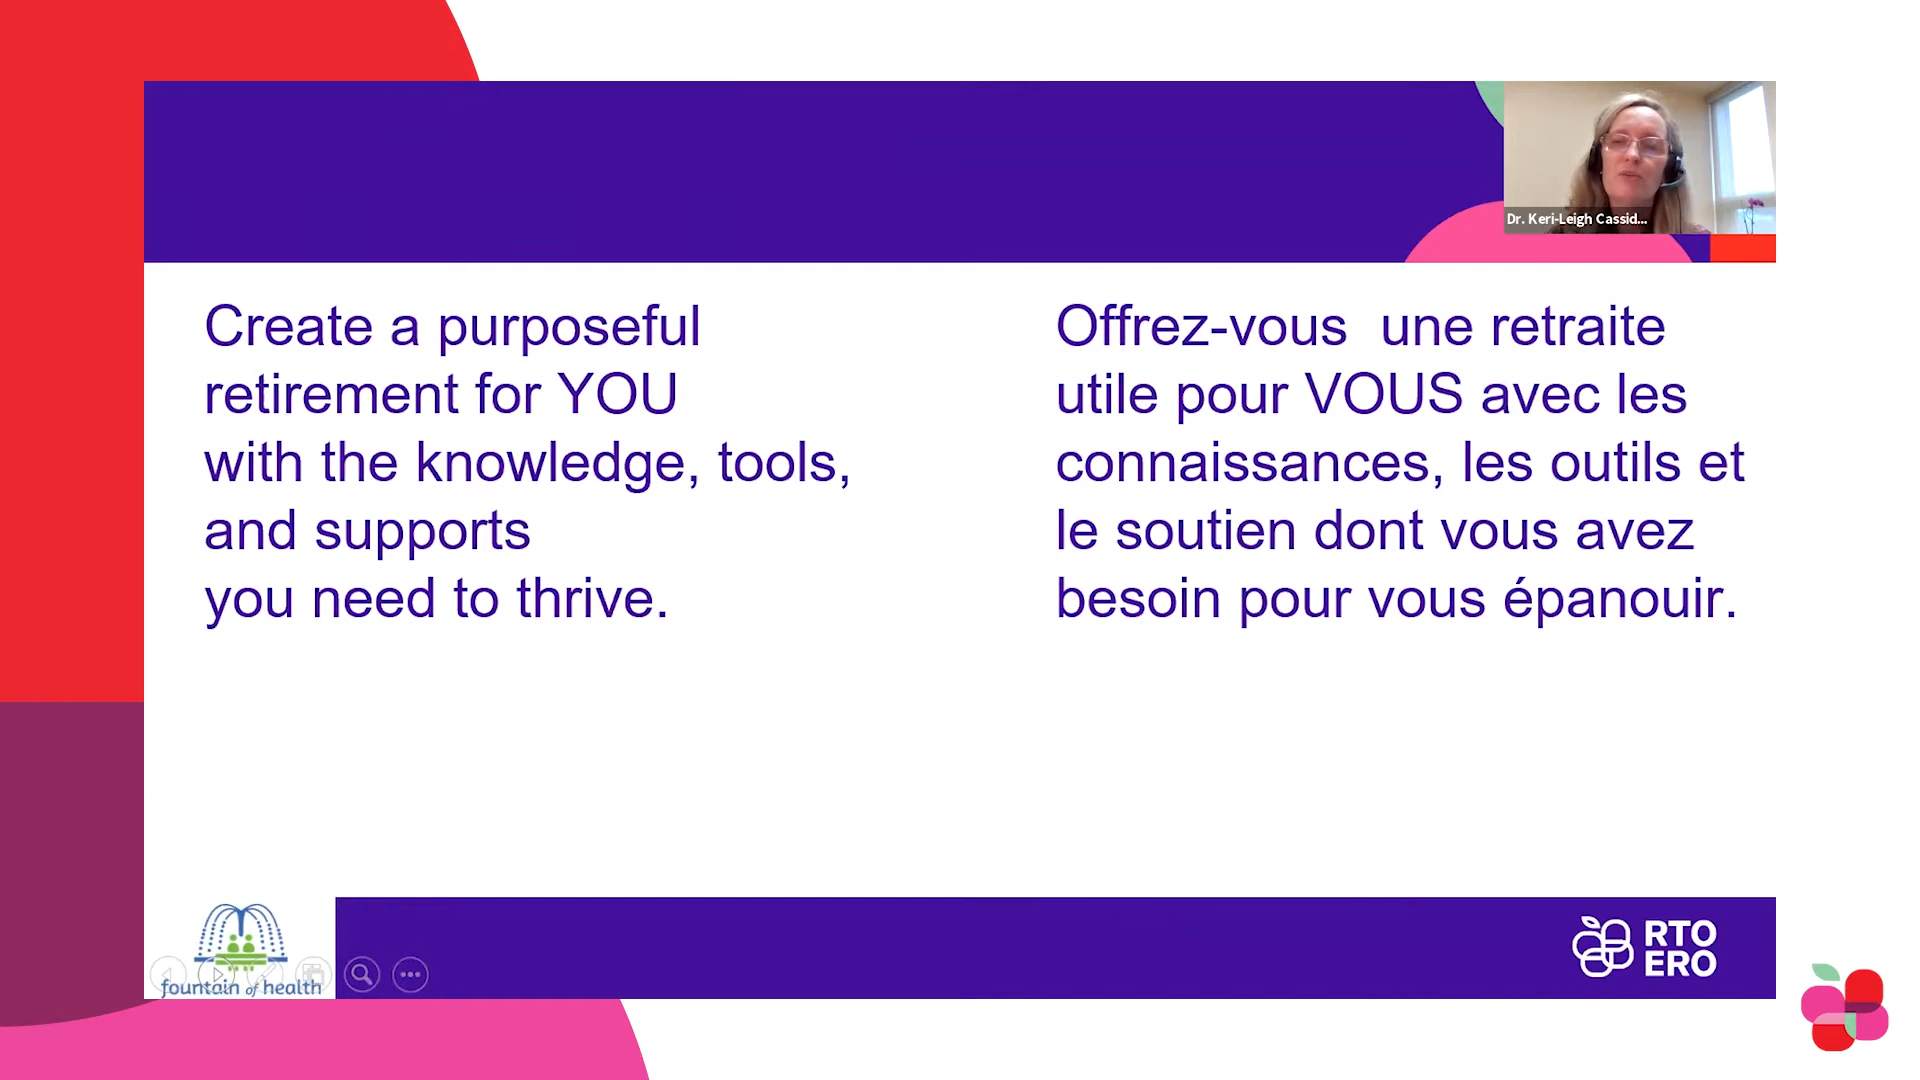 Dr. Keri-Leigh Cassid...
Create a purposeful
retirement for YOU
with the knowledge, tools,
and supports
you need to thrive.
Offrez-vous  une retraite
utile pour VOUS avec les
connaissances, les outils et
le soutien dont vous avez
besoin pour vous épanouir.
fountain of health
RTO
ERO